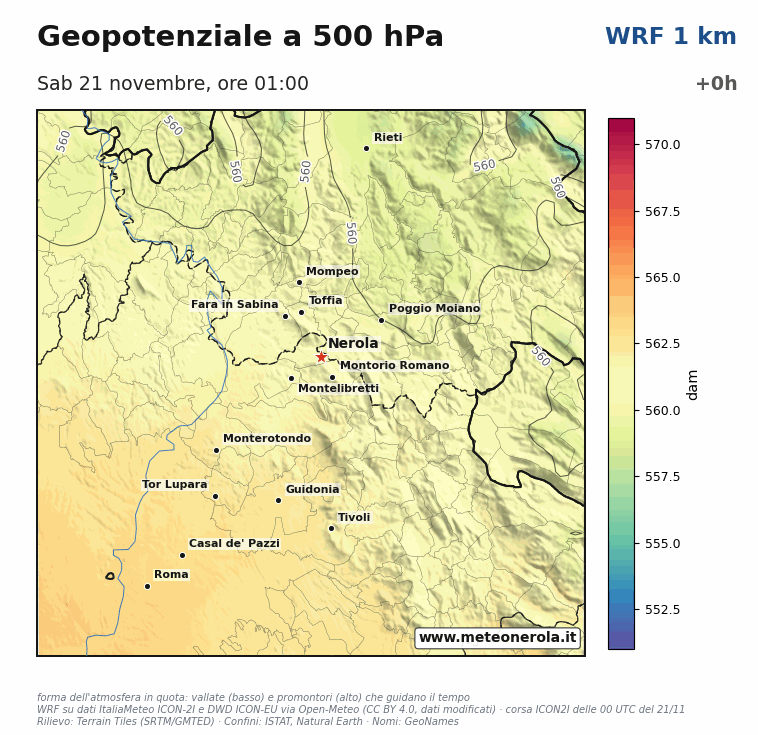 Geopotenziale a 500 hPa
WRF 1 km
Sab 21 novembre, ore 01:00
+0h
560
560
560
560
560
560
560
560
Rieti
Mompeo
Fara in Sabina
Toffia
Poggio Moiano
Nerola
Montorio Romano
Montelibretti
Monterotondo
Tor Lupara
Guidonia
Tivoli
Casal de' Pazzi
Roma
www.meteonerola.it
570.0
567.5
565.0
562.5
560.0
557.5
555.0
552.5
dam
forma dell'atmosfera in quota: vallate (basso) e promontori (alto) che guidano il tempo
WRF su dati ItaliaMeteo ICON-2I e DWD ICON-EU via Open-Meteo (CC BY 4.0, dati modificati) · corsa ICON2I delle 00 UTC del 21/11
Rilievo: Terrain Tiles (SRTM/GMTED) · Confini: ISTAT, Natural Earth · Nomi: GeoNames